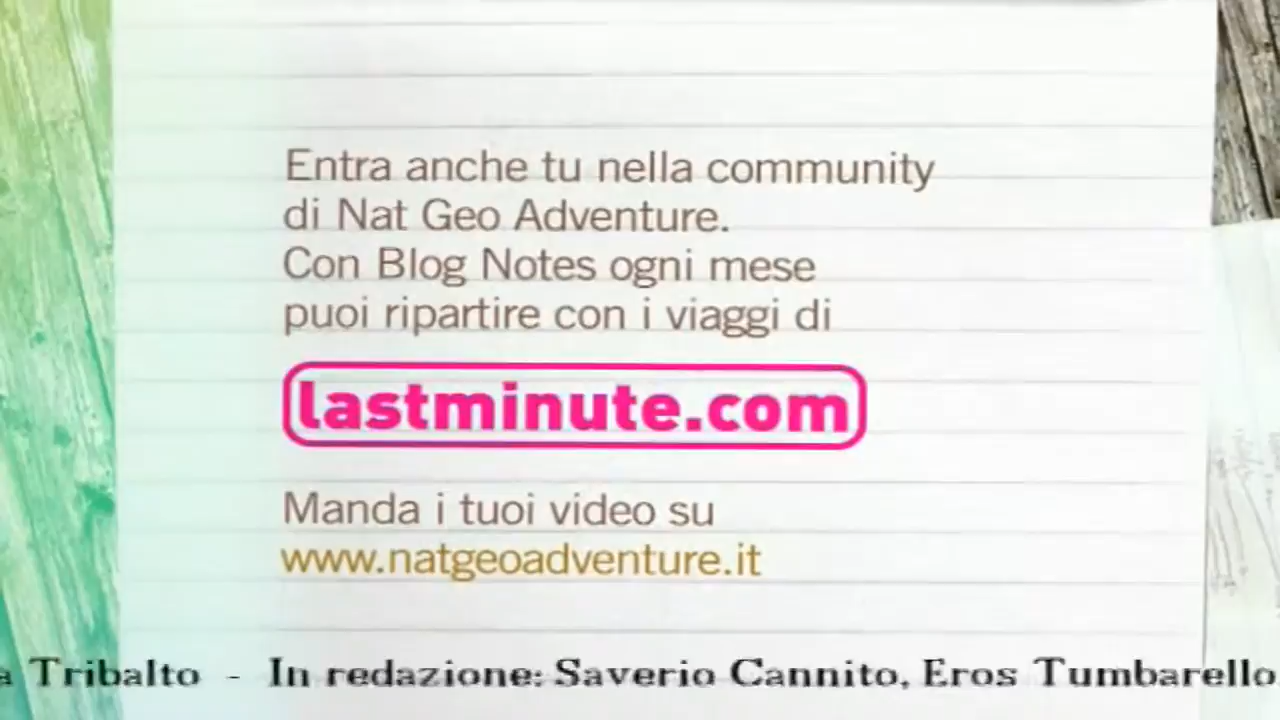 Entra anche tu nella community
di Nat Geo Adventure.
Con Blog Notes ogni mese
puoi ripartire con i viaggi di
lastminute.com
Manda i tuoi video su
www.natgeoadventure.it
a Tribalto - In redazione: Saverio Cannito, Eros Tumbarello